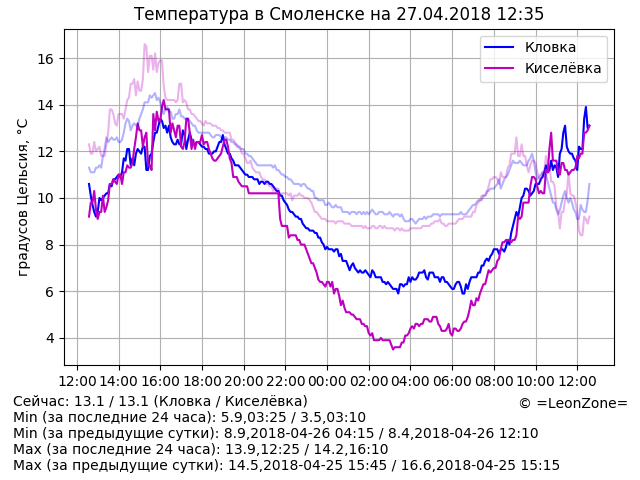 Температура в Смоленске на 27.04.2018 12:35
Кловка
Киселёвка
градусов Цельсия, °C
16
14
12
10
8
6
4
12:00 14:00 16:00 18:00 20:00 22:00 00:00 02:00 04:00 06:00 08:00 10:00 12:00
Сейчас: 13.1 / 13.1 (Кловка / Киселёвка)
© =LeonZone=
Min (за последние 24 часа): 5.9,03:25 / 3.5,03:10
Min (за предыдущие сутки): 8.9,2018-04-26 04:15 / 8.4,2018-04-26 12:10
Max (за последние 24 часа): 13.9,12:25 / 14.2,16:10
Max (за предыдущие сутки): 14.5,2018-04-25 15:45 / 16.6,2018-04-25 15:15